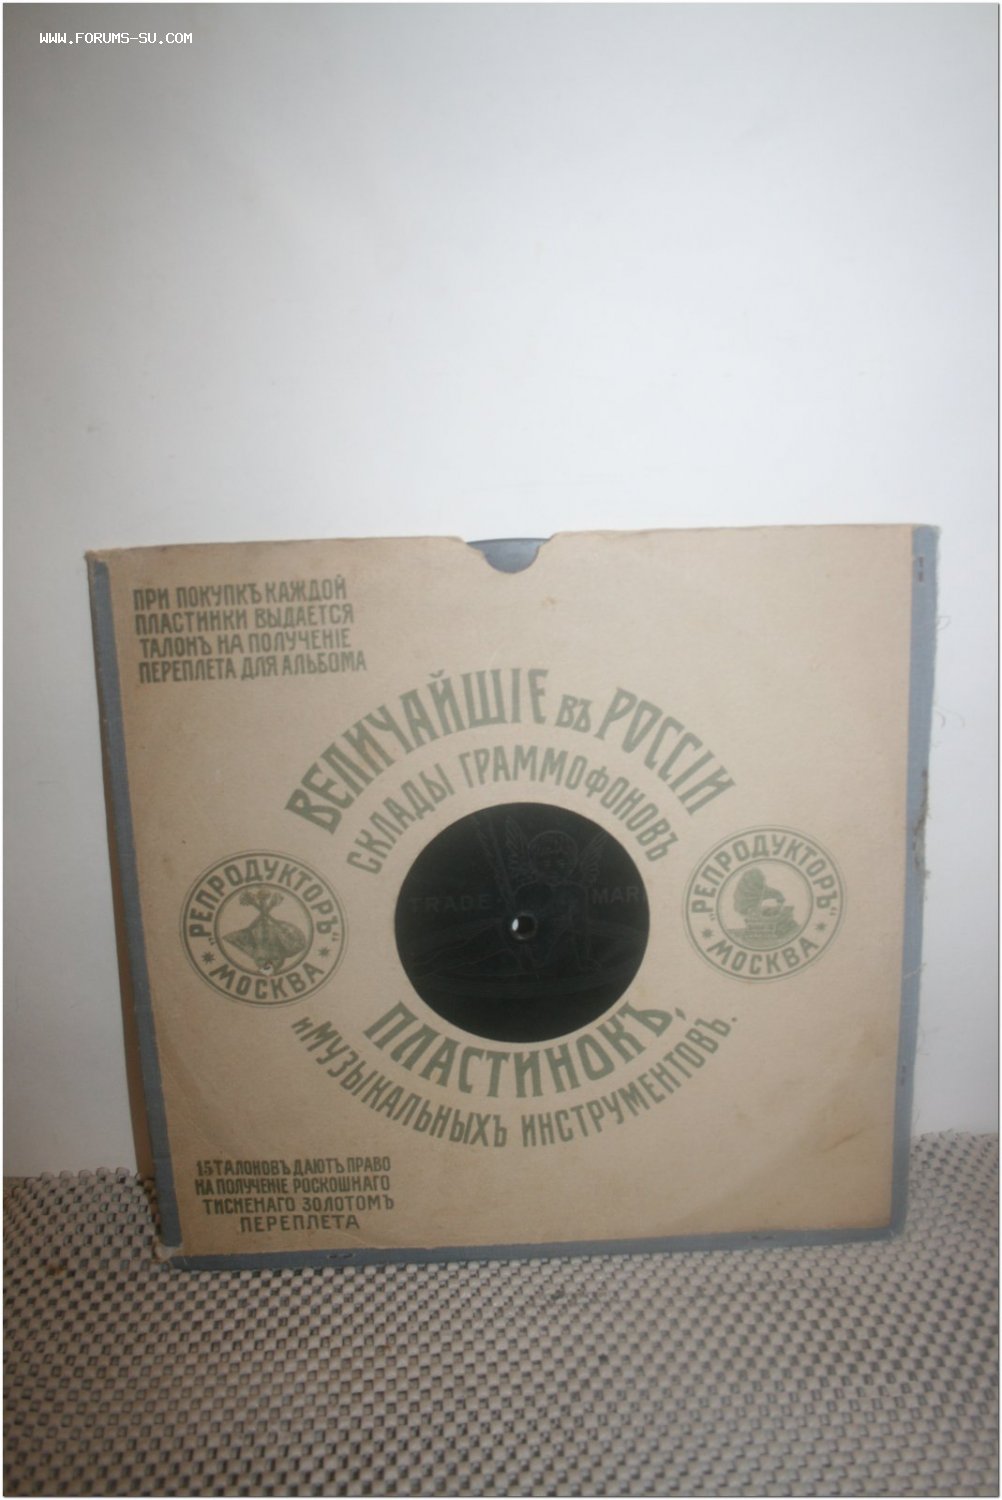 WWW.FORUMS-SU.COM
ПРИ ПОКУПКѢ КАЖДОЙ
ПЛАСТИНКИ ВЫДАЕТСЯ
ТАЛОНЪ НА ПОЛУЧЕНІЕ
ПЕРЕПЛЕТА ДЛЯ АЛЬБОМА
ВЕЛИЧАЙШІЕ ВЪ РОССІИ
СКЛАДЫ ГРАММОФОНОВЪ
„РЕПРОДУКТОРЪ“
* МОСКВА *
TRADE MAR
„РЕПРОДУКТОРЪ“
* МОСКВА *
ПЛАСТИНОКЪ,
И МУЗЫКАЛЬНЫХЪ ИНСТРУМЕНТОВЪ.
15 ТАЛОНОВЪ ДАЮТЪ ПРАВО
НА ПОЛУЧЕНІЕ РОСКОШНАГО
ТИСНЕНАГО ЗОЛОТОМЪ
ПЕРЕПЛЕТА